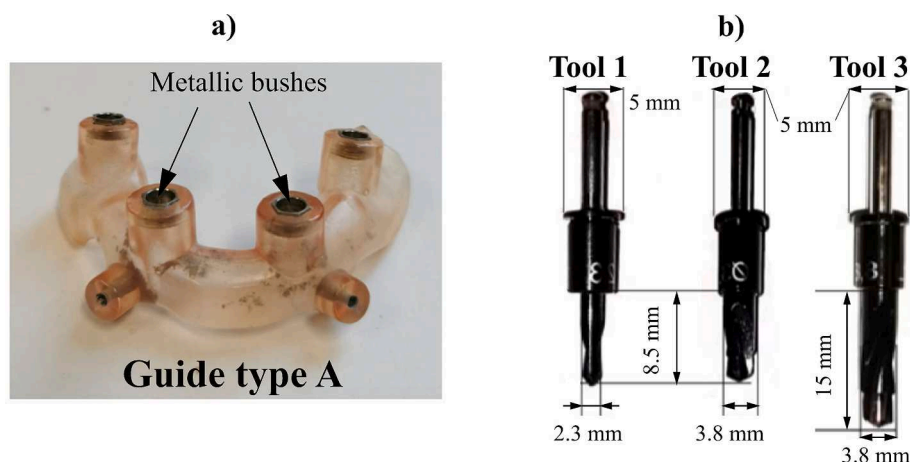 a)
Metallic bushes
Guide type A
b)
Tool 1
Tool 2
Tool 3
5 mm
5 mm
8.5 mm
15 mm
2.3 mm
3.8 mm
3.8 mm